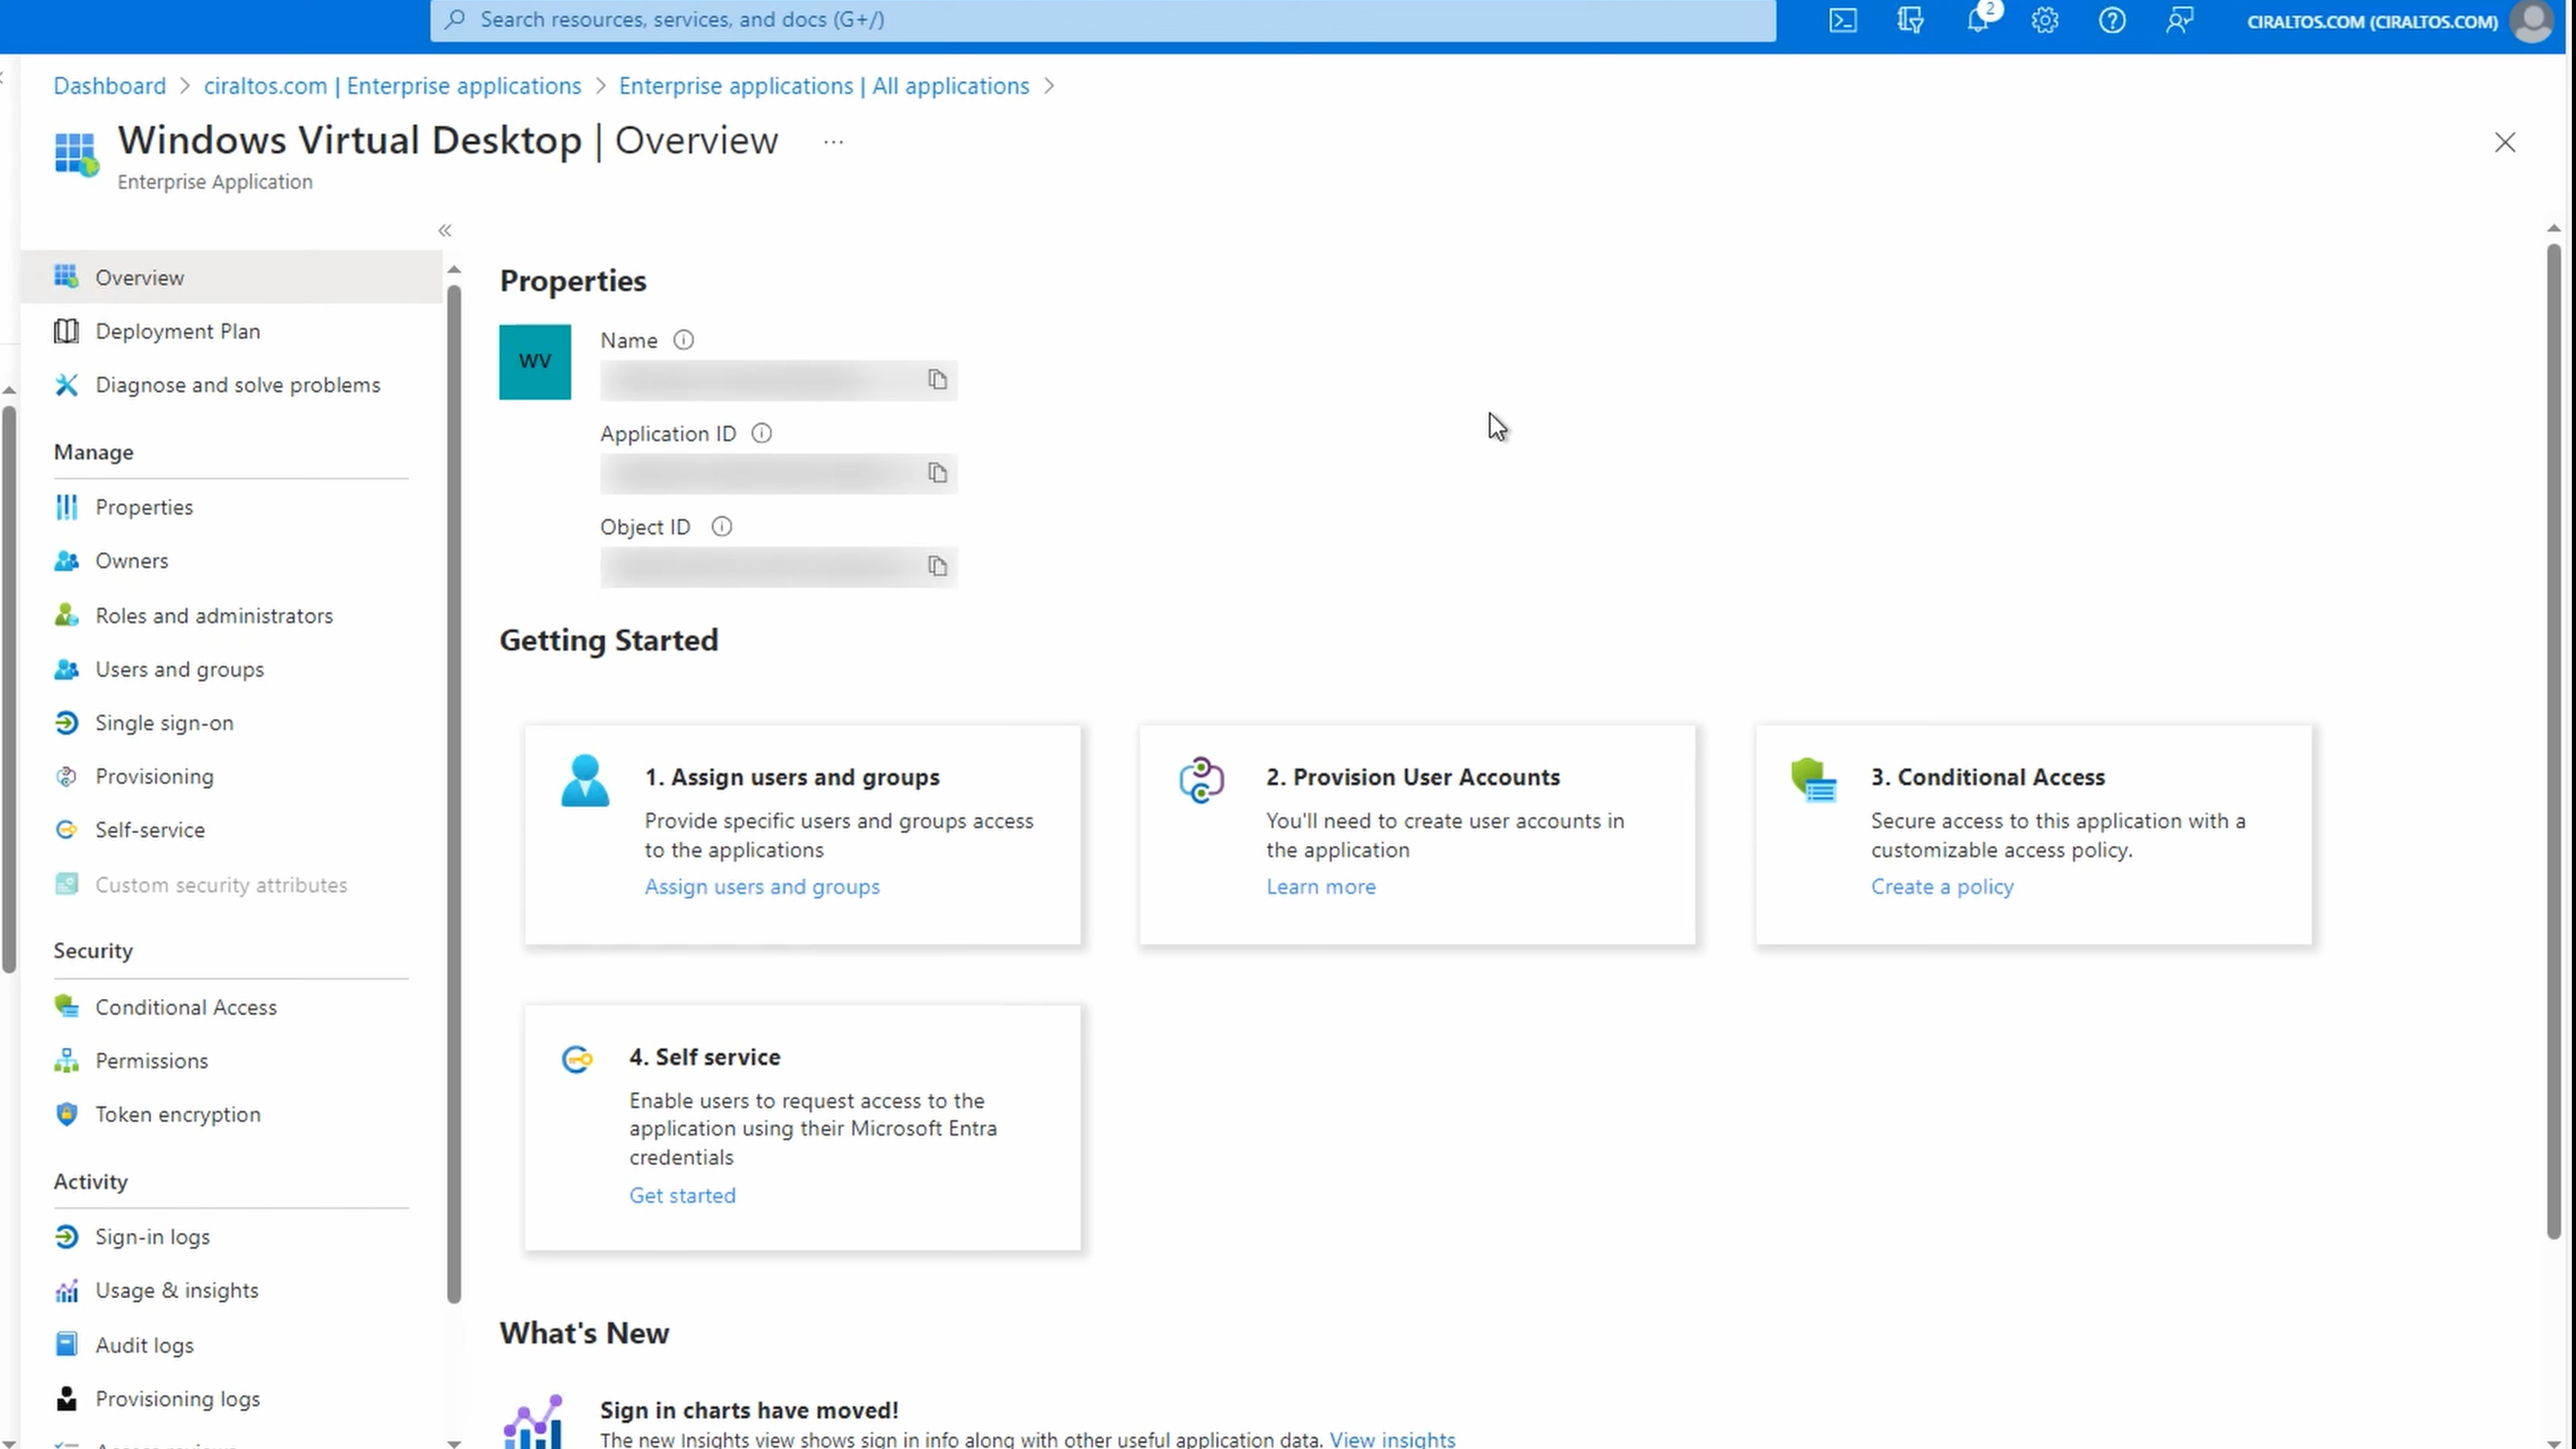 Search resources, services, and docs (G+/)
2
CIRALTOS.COM (CIRALTOS.COM)
Dashboard > ciraltos.com | Enterprise applications > Enterprise applications | All applications >
Windows Virtual Desktop | Overview ...
Enterprise Application
Overview
Deployment Plan
Diagnose and solve problems
Manage
Properties
Owners
Roles and administrators
Users and groups
Single sign-on
Provisioning
Self-service
Custom security attributes
Security
Conditional Access
Permissions
Token encryption
Activity
Sign-in logs
Usage & insights
Audit logs
Provisioning logs
Properties
WV
Name
Application ID
Object ID
Getting Started
1. Assign users and groups
Provide specific users and groups access
to the applications
Assign users and groups
2. Provision User Accounts
You'll need to create user accounts in
the application
Learn more
3. Conditional Access
Secure access to this application with a
customizable access policy.
Create a policy
4. Self service
Enable users to request access to the
application using their Microsoft Entra
credentials
Get started
What's New
Sign in charts have moved!
The new Insights view shows sign in info along with other useful application data. View insights